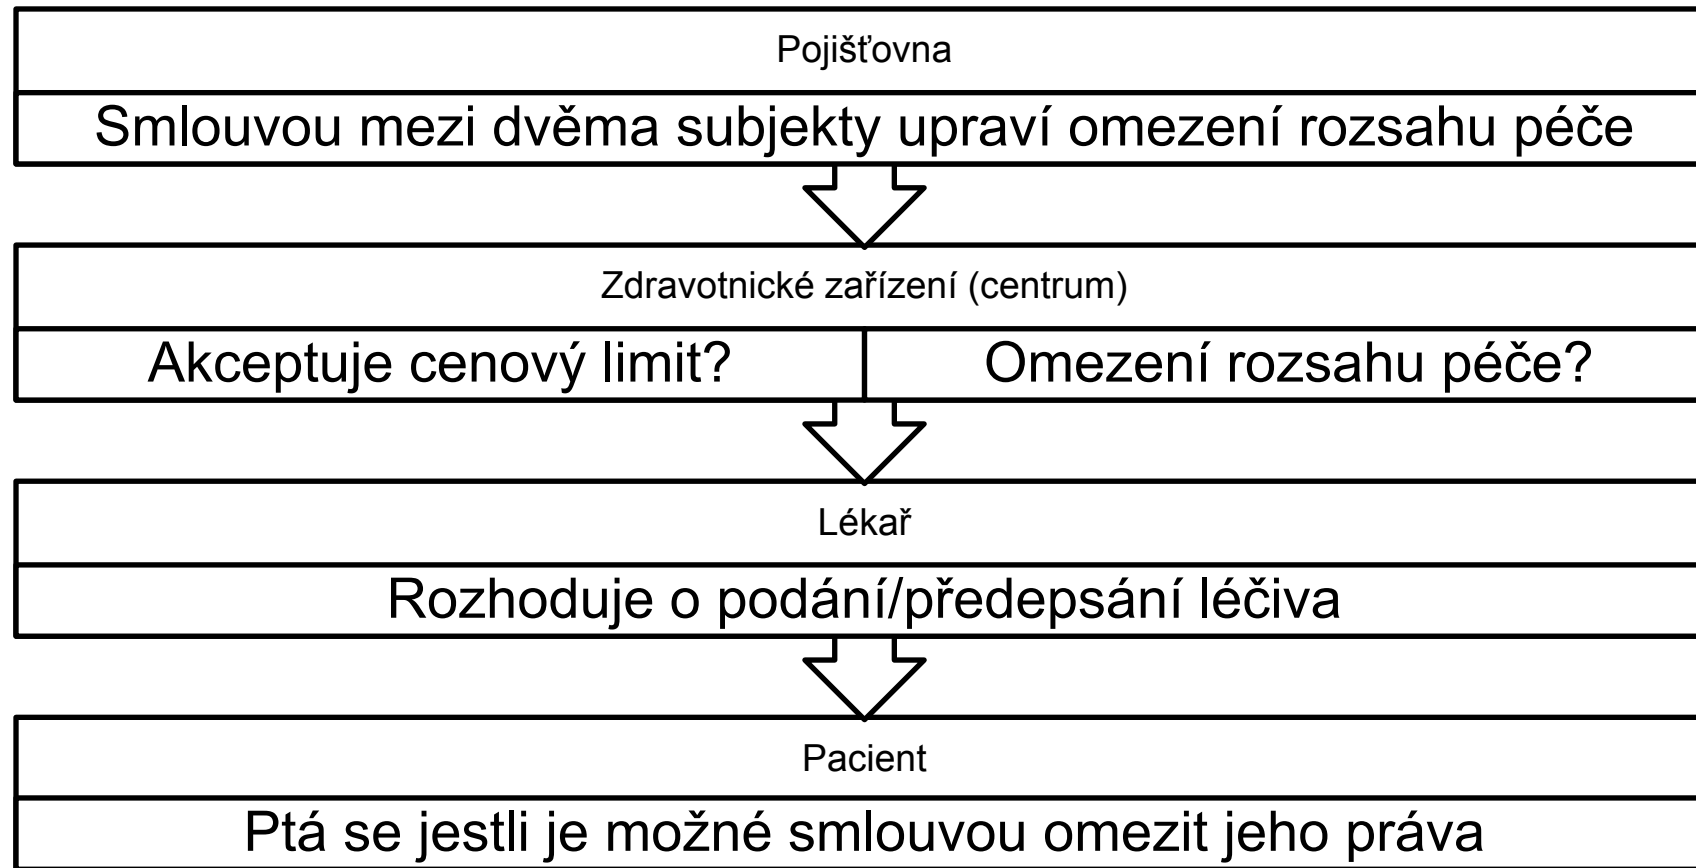 Pojišťovna
Smlouvou mezi dvěma subjekty upraví omezení rozsahu péče
Zdravotnické zařízení (centrum)
Akceptuje cenový limit?
Omezení rozsahu péče?
Lékař
Rozhoduje o podání/předepsání léčiva
Pacient
Ptá se jestli je možné smlouvou omezit jeho práva